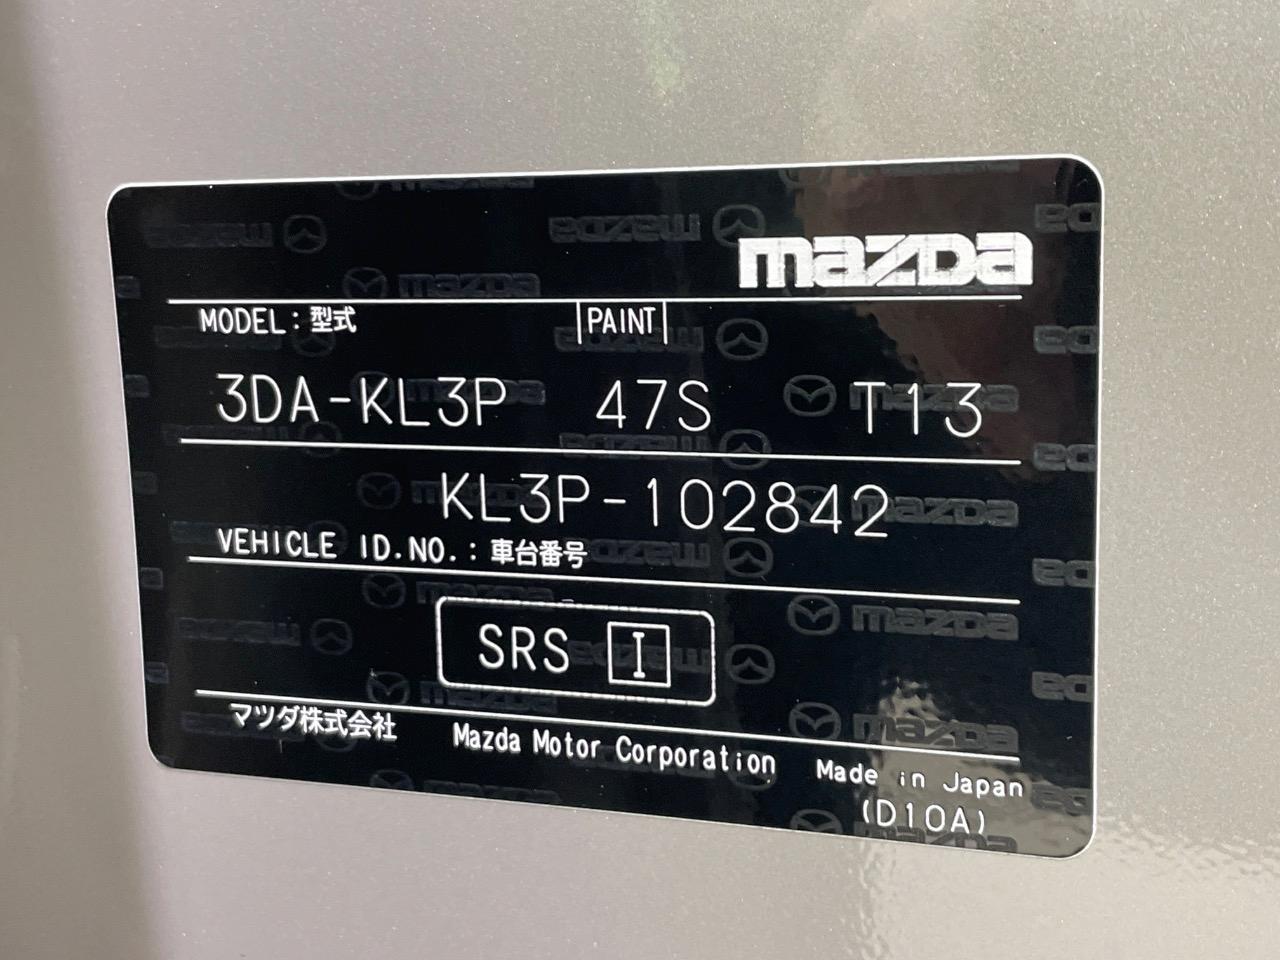 mazda
MODEL：型式 PAINT
3DA-KL3P 47S T13
KL3P-102842
VEHICLE ID.NO.：車台番号
SRS I
マツダ株式会社 Mazda Motor Corporation Made in Japan
(D10A)